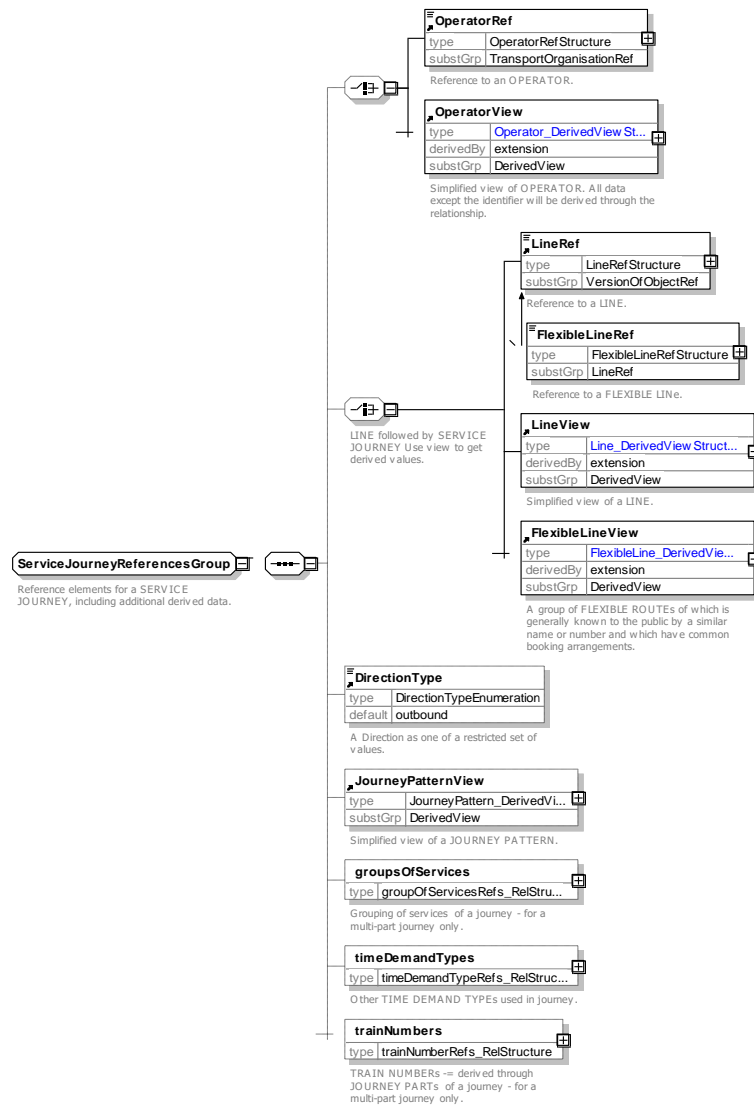 OperatorRef
type OperatorRefStructure
substGrp TransportOrganisationRef
Reference to an OPERATOR.
OperatorView
type Operator_DerivedView St...
derivedBy extension
substGrp DerivedView
Simplified view of OPERATOR. All data
except the identifier will be derived through the
relationship.
LineRef
type LineRefStructure
substGrp VersionOfObjectRef
Reference to a LINE.
FlexibleLineRef
type FlexibleLineRefStructure
substGrp LineRef
Reference to a FLEXIBLE LINe.
LINE followed by SERVICE
JOURNEY Use view to get
derived values.
LineView
type Line_DerivedView Struct...
derivedBy extension
substGrp DerivedView
Simplified view of a LINE.
FlexibleLineView
type FlexibleLine_DerivedVie...
derivedBy extension
substGrp DerivedView
A group of FLEXIBLE ROUTEs of which is
generally known to the public by a similar
name or number and which have common
booking arrangements.
ServiceJourneyReferencesGroup
Reference elements for a SERVICE
JOURNEY, including additional derived data.
DirectionType
type DirectionTypeEnumeration
default outbound
A Direction as one of a restricted set of
values.
JourneyPatternView
type JourneyPattern_DerivedVi...
substGrp DerivedView
Simplified view of a JOURNEY PATTERN.
groupsOfServices
type groupOfServicesRefs_RelStru...
Grouping of services of a journey - for a
multi-part journey only.
timeDemandTypes
type timeDemandTypeRefs_RelStruc...
Other TIME DEMAND TYPEs used in journey.
trainNumbers
type trainNumberRefs_RelStructure
TRAIN NUMBERs -= derived through
JOURNEY PARTs of a journey - for a
multi-part journey only.